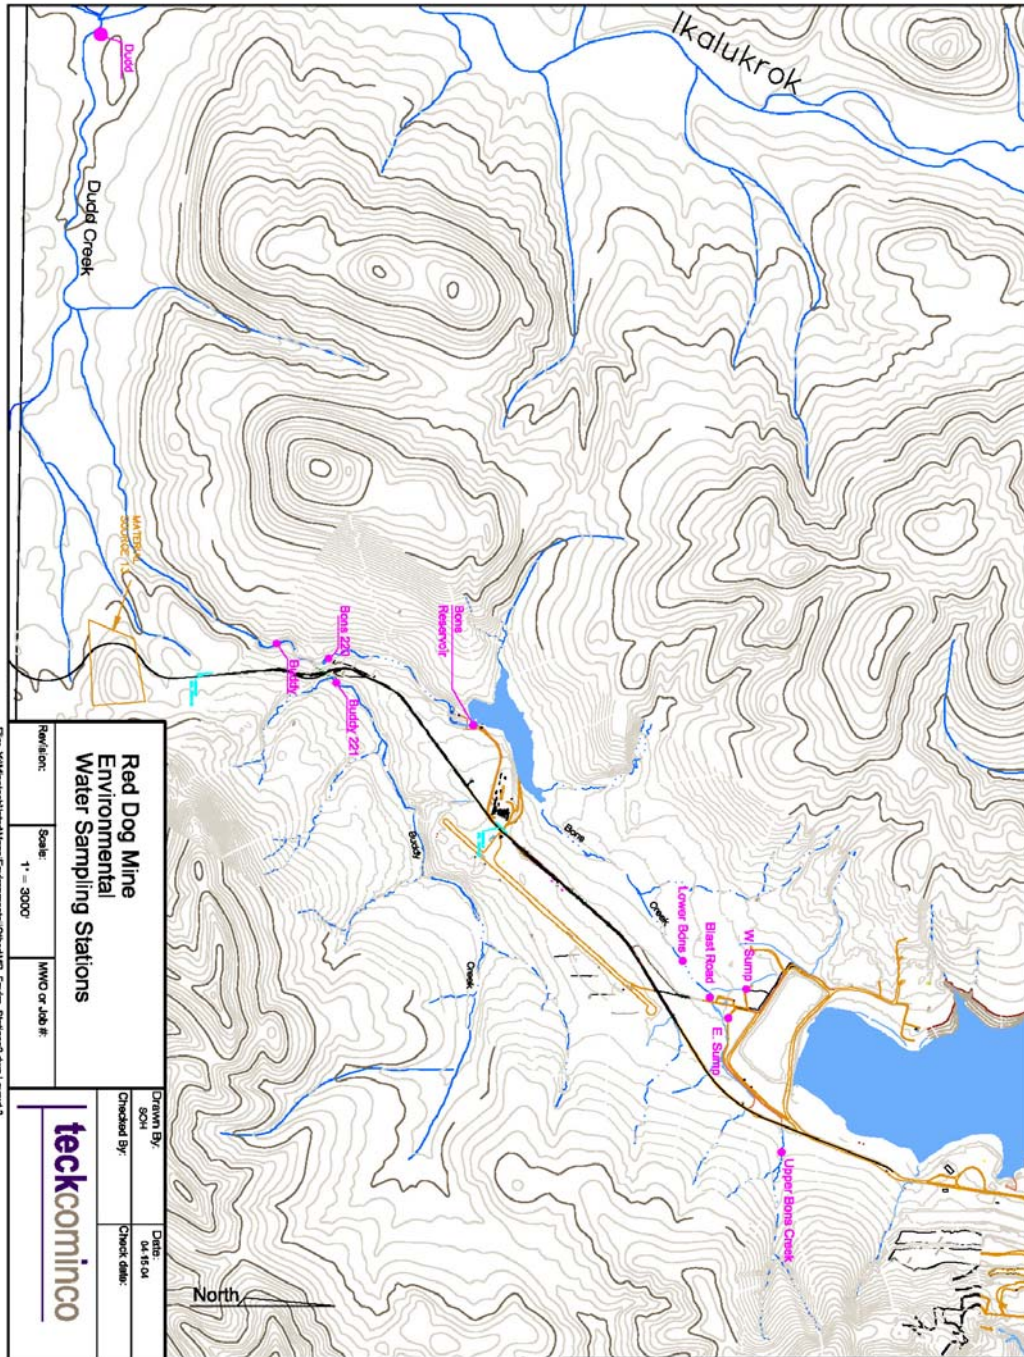 Ikalukrok
Dudd
Dudd Creek
MATERIAL
Bons 220
Buddy
Buddy 221
Bons
Reservoir
Bons
Creek
Buddy
Creek
Lower Bons
Blast Road
W. Sump
E. Sump
Upper Bons Creek
Red Dog Mine
Environmental
Water Sampling Stations
Revision:
Scale:
1" = 3000'
MWO or Job #:
Drawn By:
SCH
Date:
04-15-04
Checked By:
Check date:
teckcominco
North